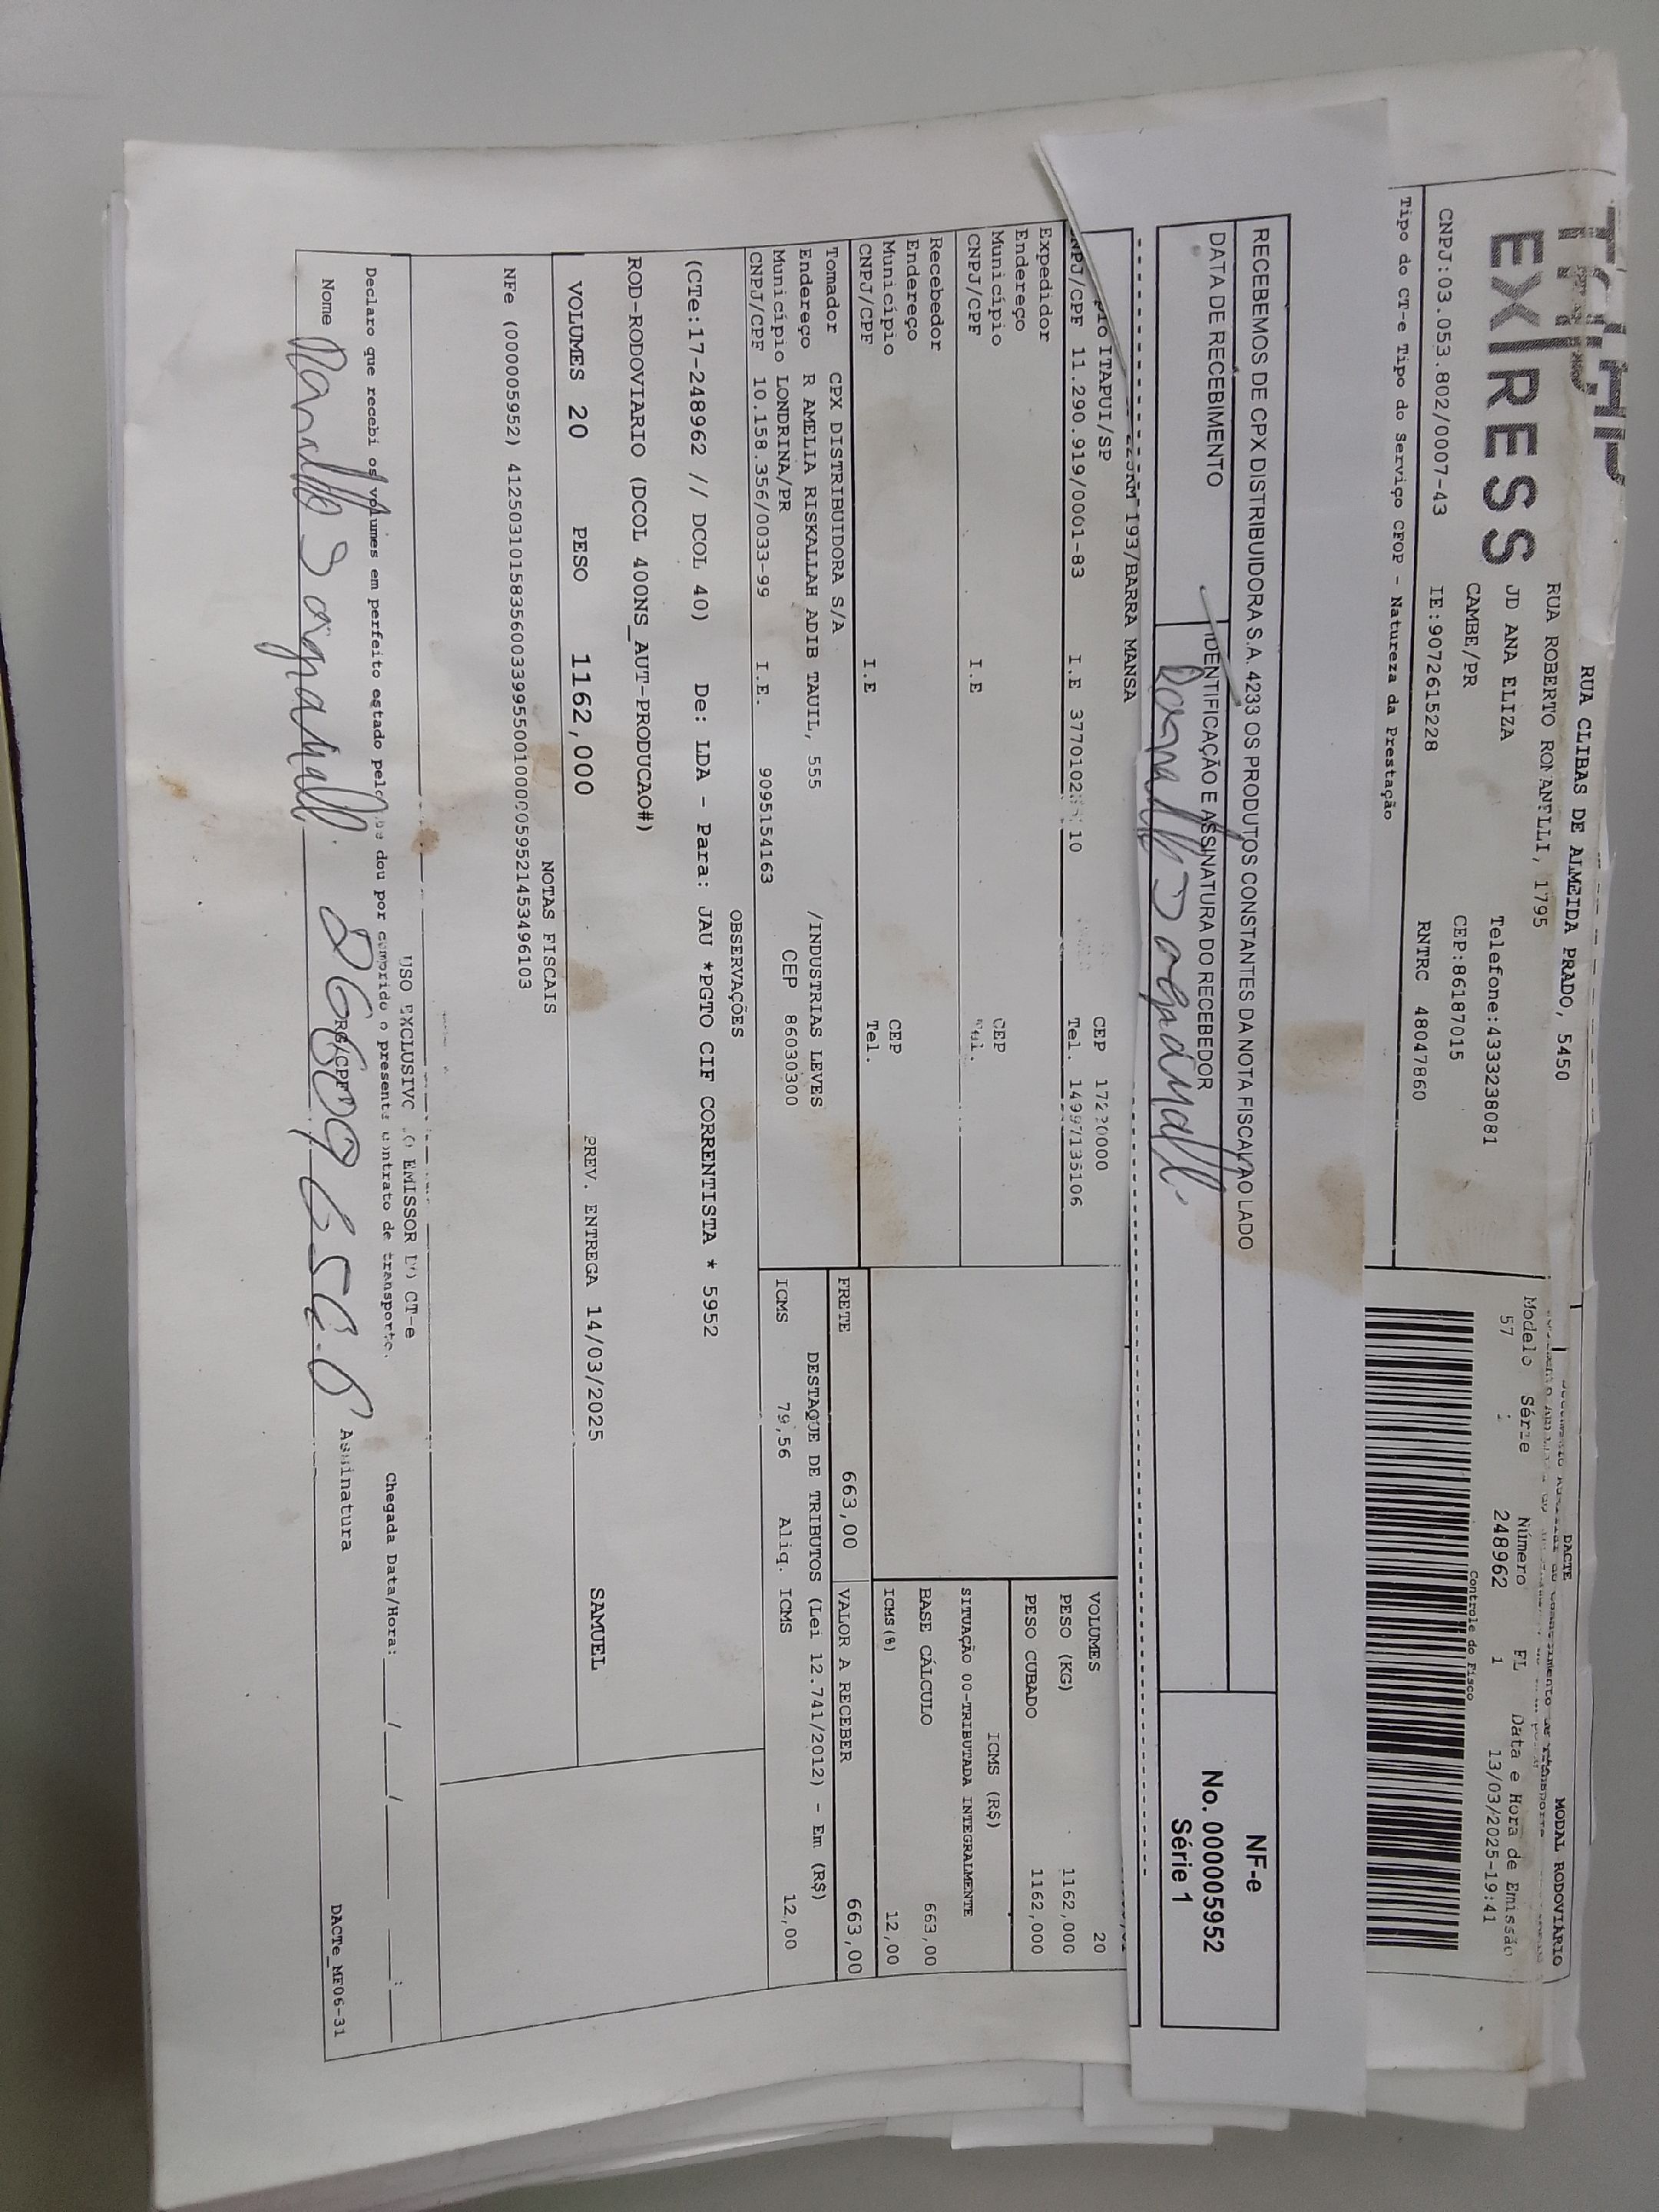 EXPRESS
RUA CLIBAS DE ALMEIDA PRADO, 5450
RUA ROBERTO ROMANELLI, 1795
JD ANA ELIZA
Telefone:4333238081
CAMBE/PR
CEP:86187015
CNPJ:03.053.802/0007-43
IE:9072615228
RNTRC 48047860
Tipo do CT-e Tipo do Serviço CFOP - Natureza da Prestação
DACTE
MODAL RODOVIÁRIO
Modelo Série Número FL Data e Hora de Emissão
57 248962 1 13/03/2025-19:41
Controle do Fisco
RECEBEMOS DE CPX DISTRIBUIDORA S.A. 4233 OS PRODUTOS CONSTANTES DA NOTA FISCAL AO LADO
DATA DE RECEBIMENTO
IDENTIFICAÇÃO E ASSINATURA DO RECEBEDOR
NF-e
No. 000005952
Série 1
193/BARRA MANSA
ITAPUI/SP
CEP
CNPJ/CPF 11.290.919/0001-83 I.E
Tel.
Expedidor
Endereço
Município CEP
CNPJ/CPF I.E
Recebedor
Endereço
Município CEP
CNPJ/CPF I.E Tel.
VOLUMES 20
PESO (KG) 1162,000
PESO CUBADO 1162,000
ICMS (R$)
SITUAÇÃO 00-TRIBUTADA INTEGRALMENTE
BASE CÁLCULO 663,00
ICMS(%) 12,00
Tomador CPX DISTRIBUIDORA S/A
Endereço R AMELIA RISKALLAH ADIB TAUIL, 555 /INDUSTRIAS LEVES
Município LONDRINA/PR CEP 86030300
CNPJ/CPF 10.158.356/0033-99 I.E. 9095154163
FRETE 663,00 VALOR A RECEBER 663,00
DESTAQUE DE TRIBUTOS (Lei 12.741/2012) - Em (R$)
ICMS 79,56 Aliq. ICMS 12,00
OBSERVAÇÕES
(CTe:17-248962 // DCOL 40) De: LDA - Para: JAU *PGTO CIF CORRENTISTA * 5952
ROD-RODOVIARIO (DCOL 400NS_AUT-PRODUCAO#)
VOLUMES 20 PESO 1162,000 PREV. ENTREGA 14/03/2025 SAMUEL
NOTAS FISCAIS
NFe (000005952) 41250310158356003399550010000059521453496103
USO EXCLUSIVO DO EMISSOR DO CT-e
Declaro que recebi os volumes em perfeito estado pelo que dou por cumprido o presente contrato de transporte.
Chegada Data/Hora: ____/____/____ ____:____
Nome
RG/CPF
Assinatura
DACTe_MF06-31